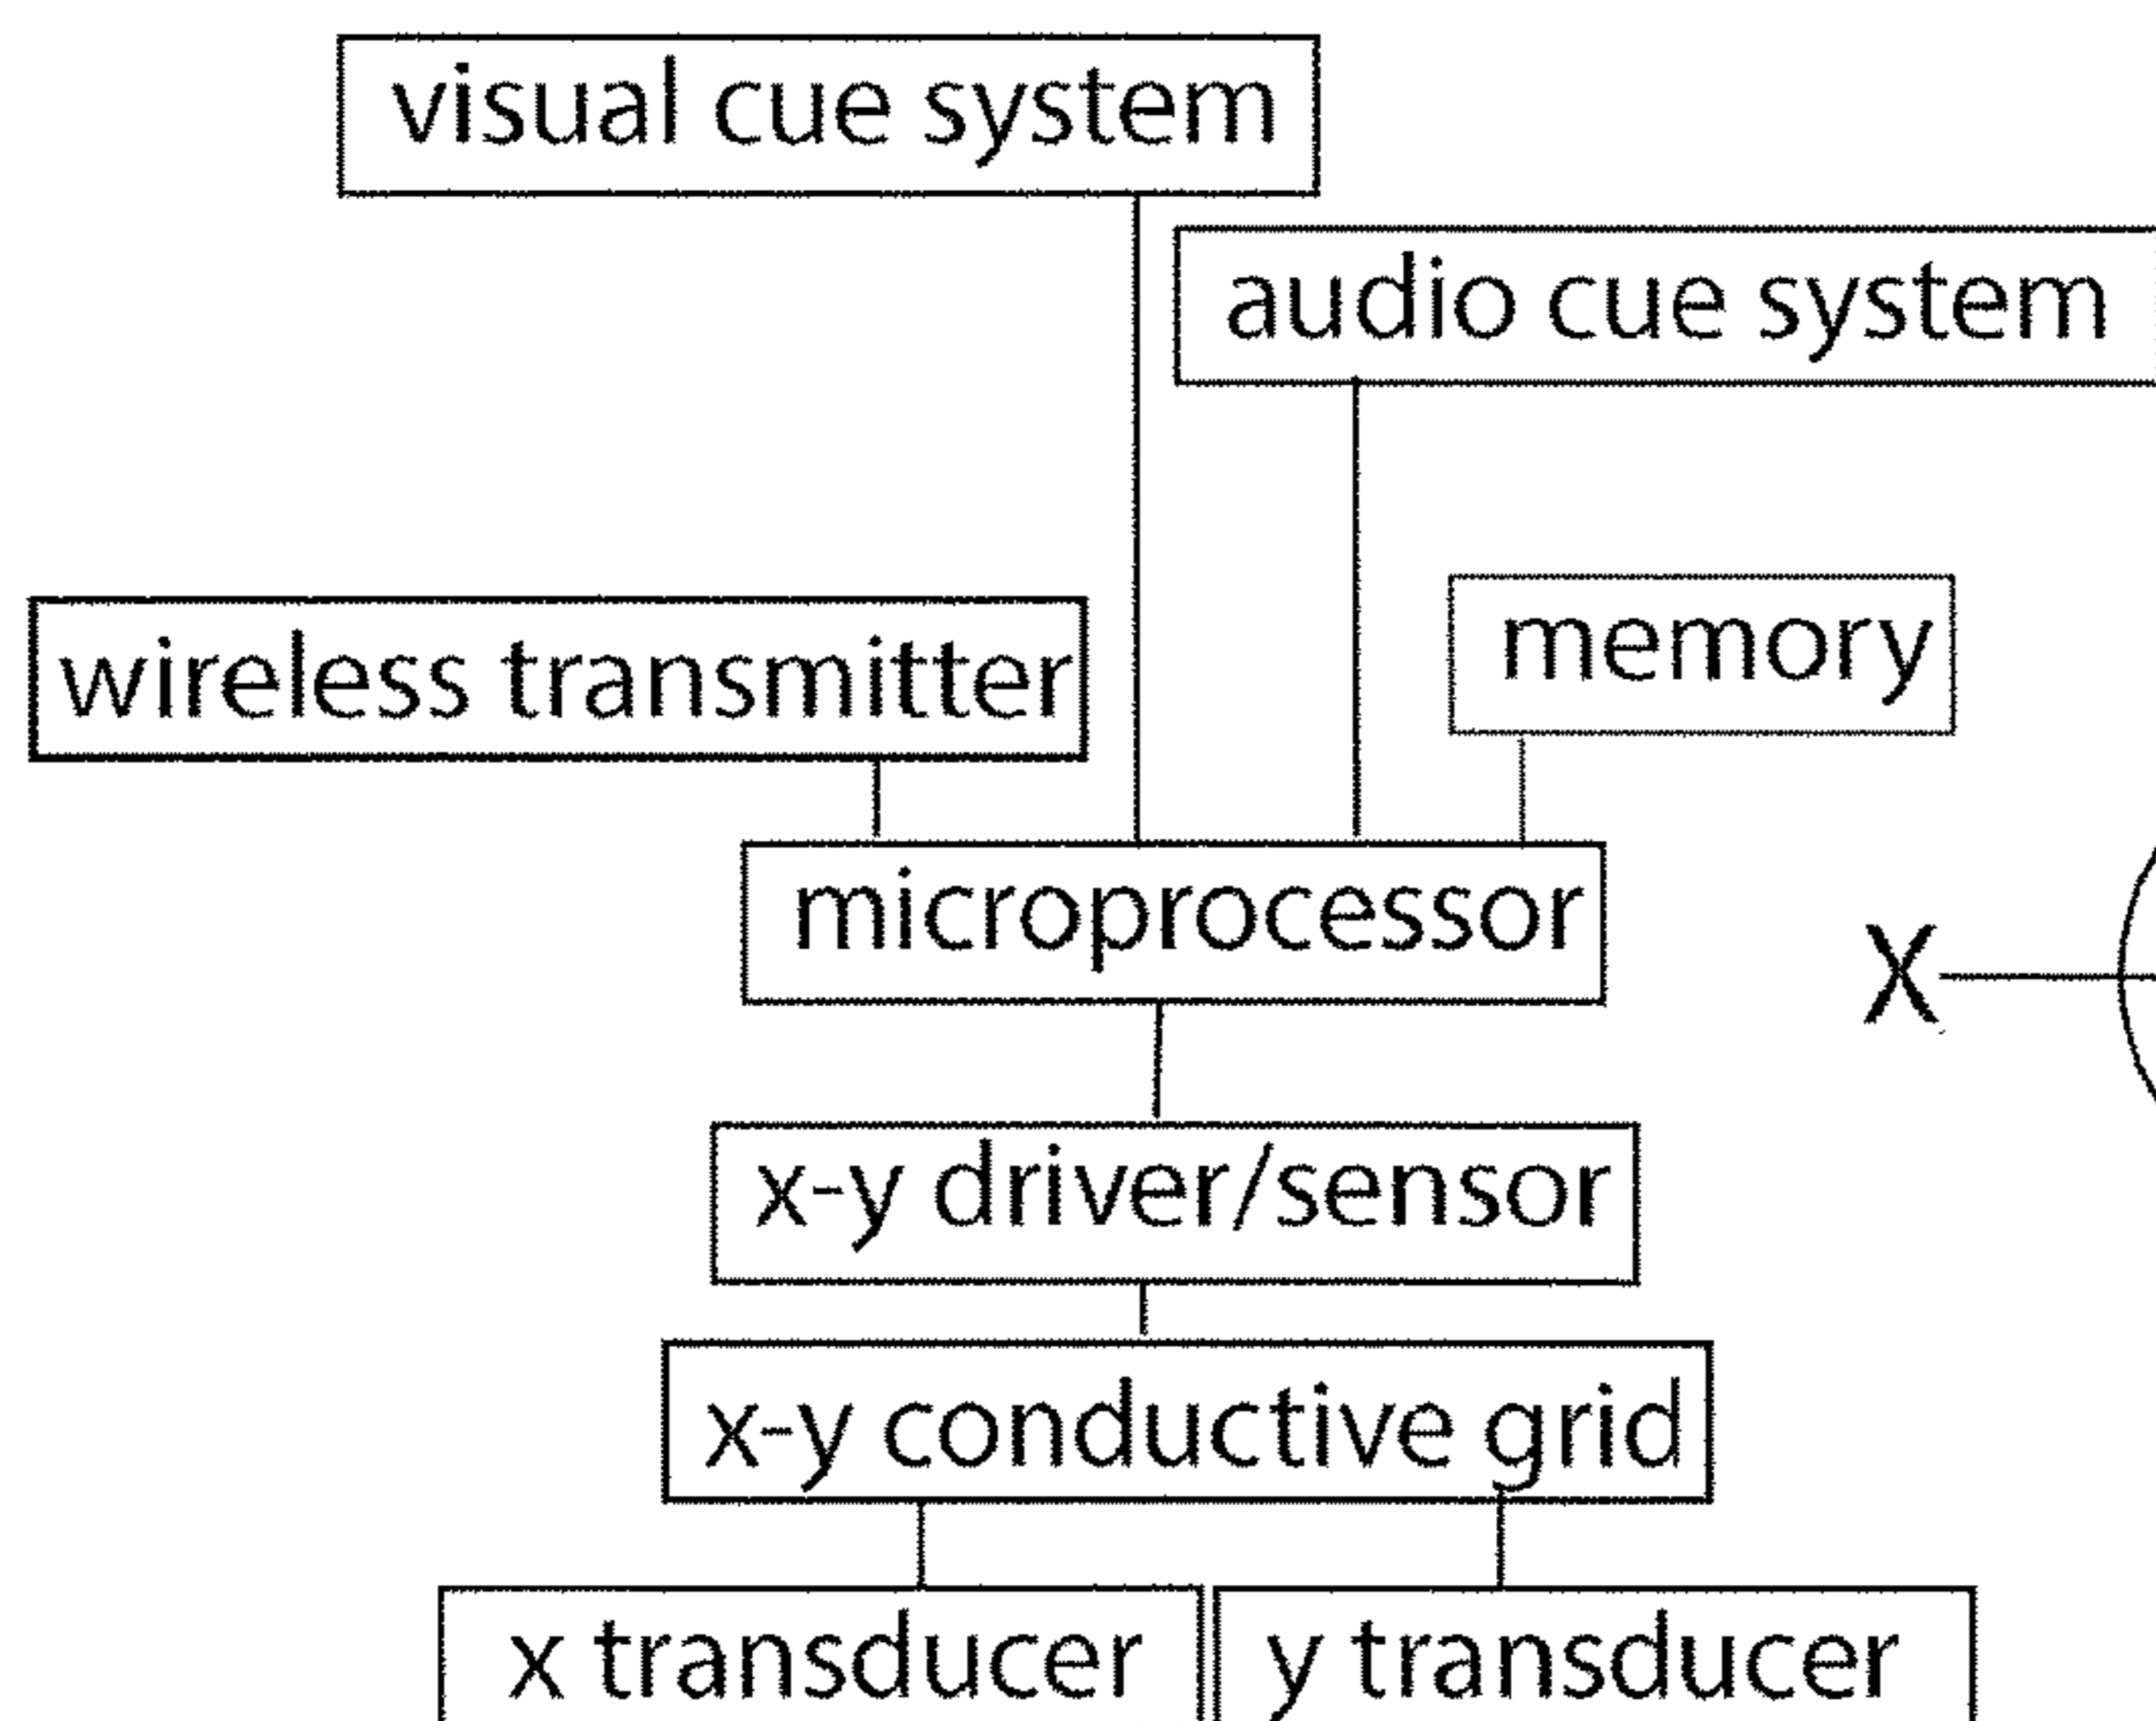 visual cue system
audio cue system
wireless transmitter
memory
microprocessor
X
x-y driver/sensor
x-y conductive grid
x transducer
y transducer